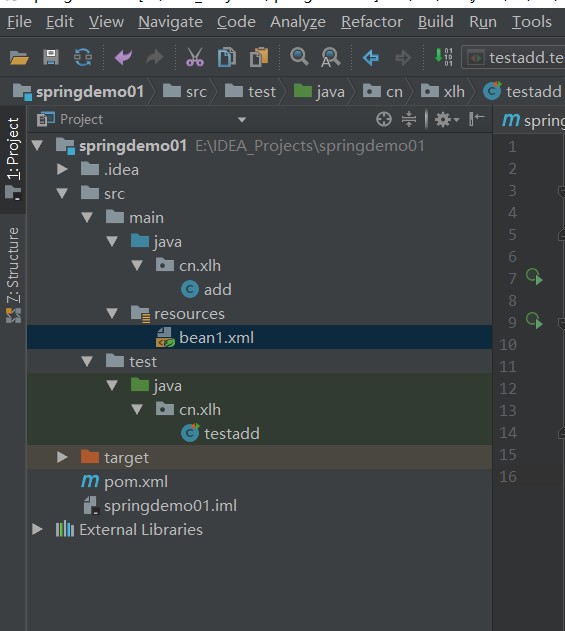 File Edit View Navigate Code Analyze Refactor Build Run Tools
testadd.te
springdemo01 src test java cn xlh testadd
Project
spring
1: Project
Z: Structure
springdemo01 E:\IDEA_Projects\springdemo01
.idea
src
main
java
cn.xlh
add
resources
bean1.xml
test
java
cn.xlh
testadd
target
pom.xml
springdemo01.iml
External Libraries
1
2
3
4
5
6
7
8
9
10
11
12
13
14
15
16